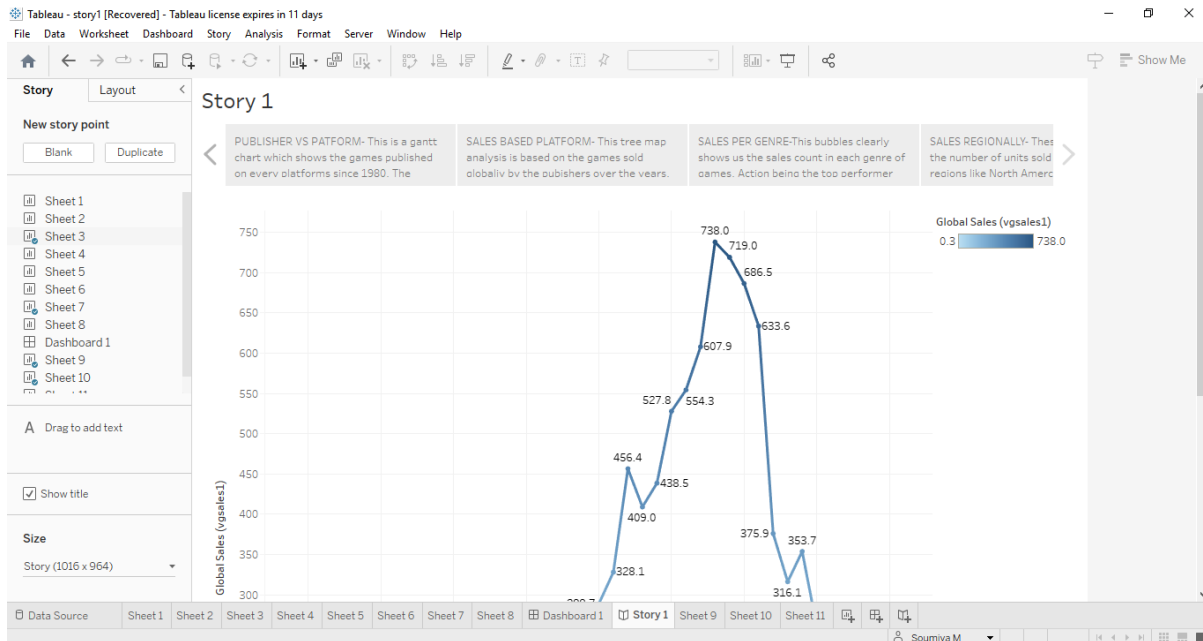 Tableau - story1 [Recovered] - Tableau license expires in 11 days
File Data Worksheet Dashboard Story Analysis Format Server Window Help
Show Me
Story Layout
New story point
Blank Duplicate
Sheet 1
Sheet 2
Sheet 3
Sheet 4
Sheet 5
Sheet 6
Sheet 7
Sheet 8
Dashboard 1
Sheet 9
Sheet 10
A Drag to add text
Show title
Size
Story (1016 x 964)
Story 1
PUBLISHER VS PATFORM- This is a gantt
chart which shows the games published
on every platforms since 1980. The
SALES BASED PLATFORM- This tree map
analysis is based on the games sold
globally by the pubishers over the years.
SALES PER GENRE-This bubbles clearly
shows us the sales count in each genre of
games. Action being the top performer
SALES REGIONALLY- Thes
the number of units sold
regions like North Americ
Global Sales (vgsales1)
0.3 738.0
Global Sales (vgsales1)
750
700
650
600
550
500
450
400
350
300
738.0
719.0
686.5
633.6
607.9
554.3
527.8
456.4
438.5
409.0
375.9
353.7
328.1
316.1
Data Source Sheet 1 Sheet 2 Sheet 3 Sheet 4 Sheet 5 Sheet 6 Sheet 7 Sheet 8 Dashboard 1 Story 1 Sheet 9 Sheet 10 Sheet 11
Soumiya M